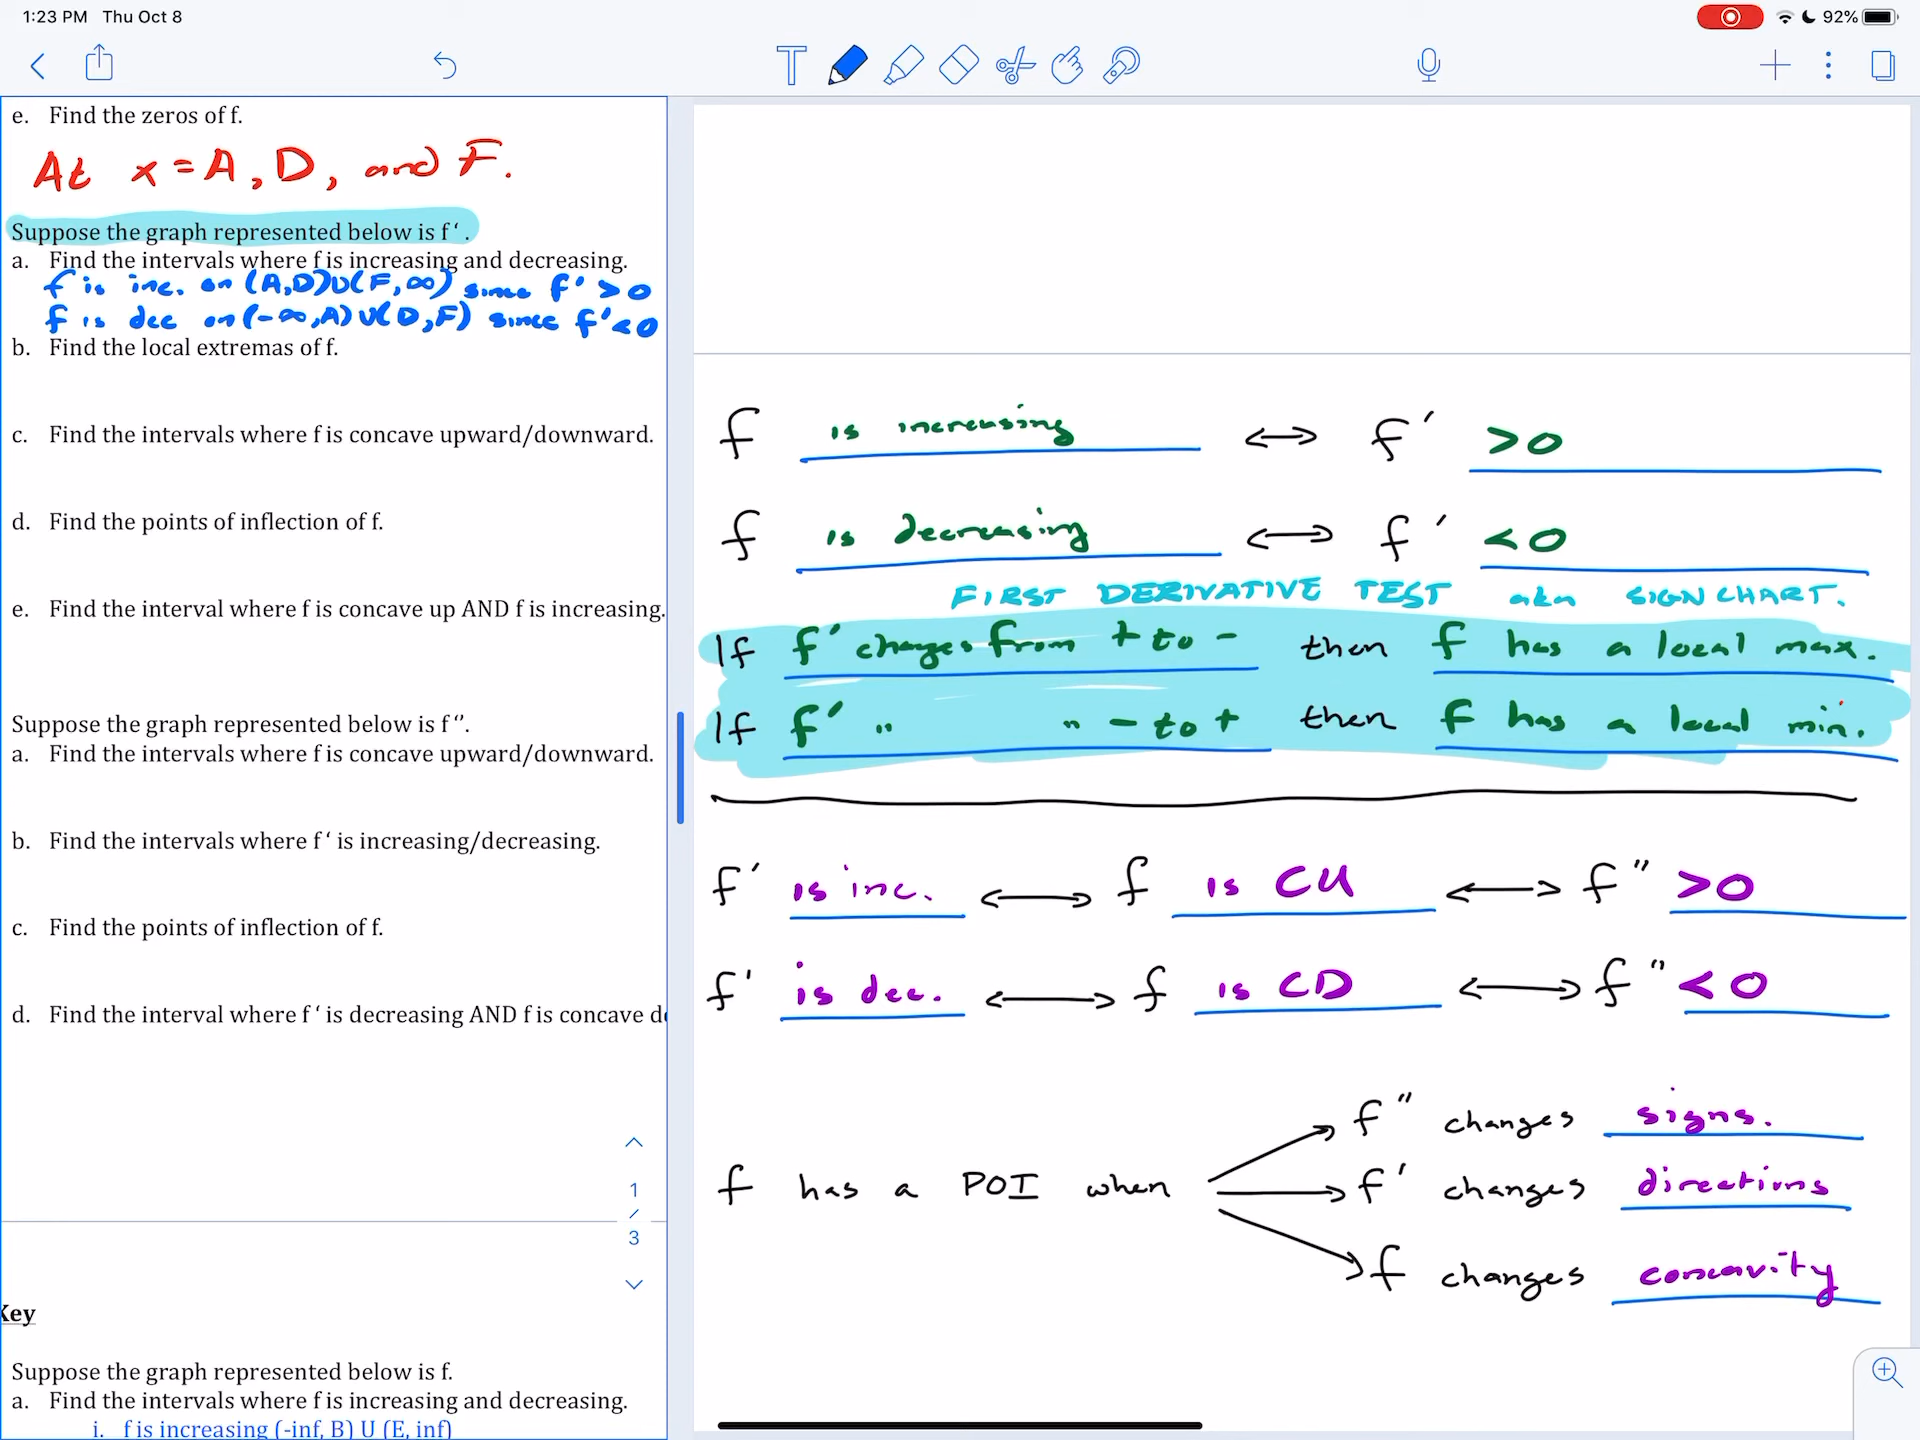 1:23 PM Thu Oct 8
92%
e. Find the zeros of f.
At x=A, D, and F.
Suppose the graph represented below is f ‘ .
a. Find the intervals where f is increasing and decreasing.
f is inc. on (A,D)U(F,∞) since f' > 0
f is dec on (-∞,A)U(D,F) since f' < 0
b. Find the local extremas of f.
c. Find the intervals where f is concave upward/downward.
d. Find the points of inflection of f.
e. Find the interval where f is concave up AND f is increasing.
Suppose the graph represented below is f ‘’.
a. Find the intervals where f is concave upward/downward.
b. Find the intervals where f ‘ is increasing/decreasing.
c. Find the points of inflection of f.
d. Find the interval where f ‘ is decreasing AND f is concave d
1
/
3
Key
Suppose the graph represented below is f.
a. Find the intervals where f is increasing and decreasing.
i. f is increasing (-inf, B) U (E, inf)
f is increasing ↔ f' >0
f is decreasing ↔ f' <0
FIRST DERIVATIVE TEST aka SIGN CHART.
If f' changes from + to - then f has a local max.
If f' " " - to + then f has a local min.
f' is inc. ↔ f is CU ↔ f" >0
f' is dec. ↔ f is CD ↔ f" <0
f" changes signs.
f has a POI when f' changes directions
f changes concavity